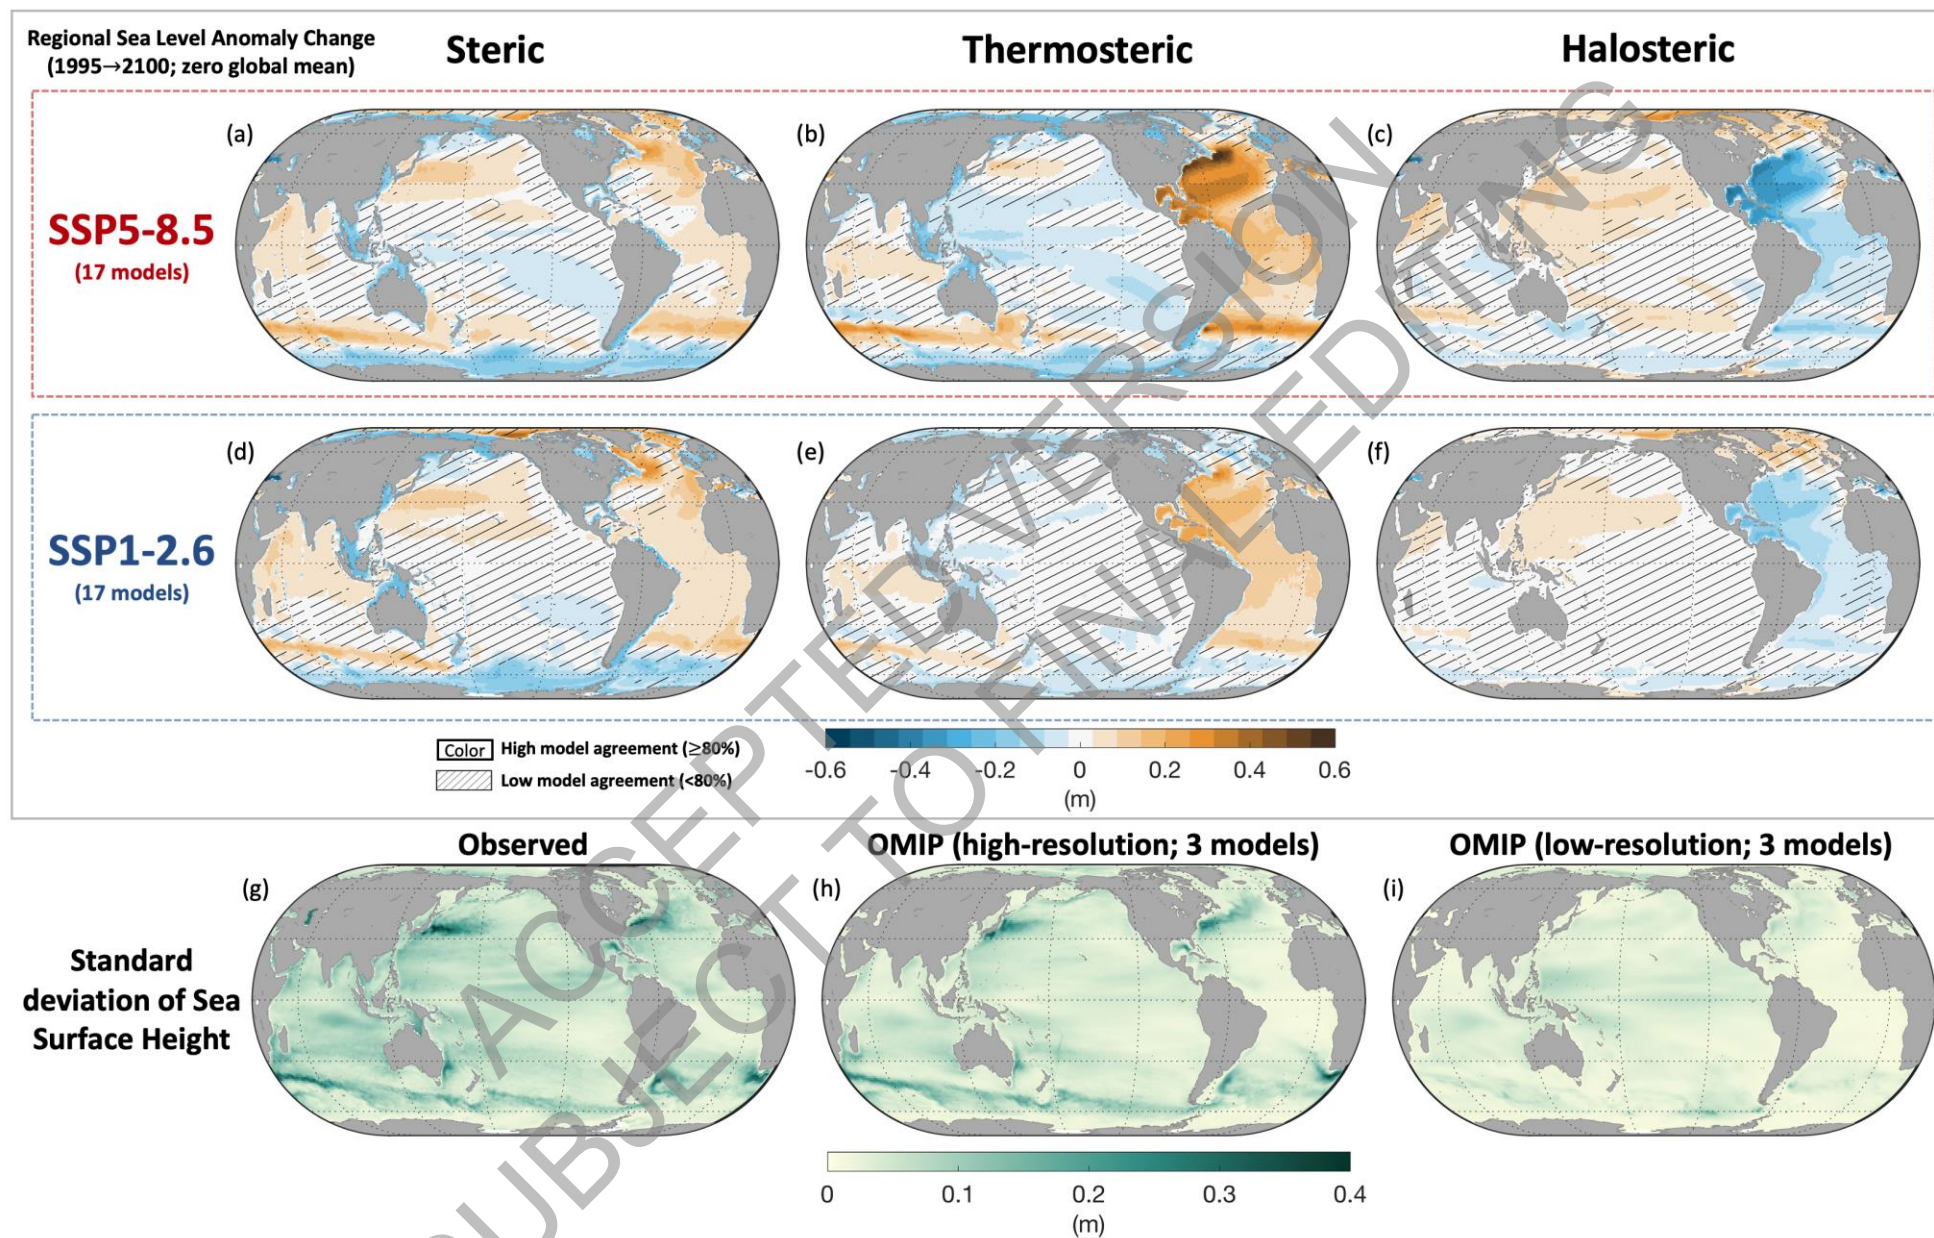 Regional Sea Level Anomaly Change
(1995→2100; zero global mean)
Steric
Thermosteric
Halosteric
SSP5-8.5
(17 models)
(a)
(b)
(c)
SSP1-2.6
(17 models)
(d)
(e)
(f)
Color High model agreement (≥80%)
Low model agreement (<80%)
-0.6 -0.4 -0.2 0 0.2 0.4 0.6
(m)
Observed
OMIP (high-resolution; 3 models)
OMIP (low-resolution; 3 models)
(g)
(h)
(i)
Standard
deviation of Sea
Surface Height
0 0.1 0.2 0.3 0.4
(m)
ACCEPTED VERSION
SUBJECT TO FINAL EDITING